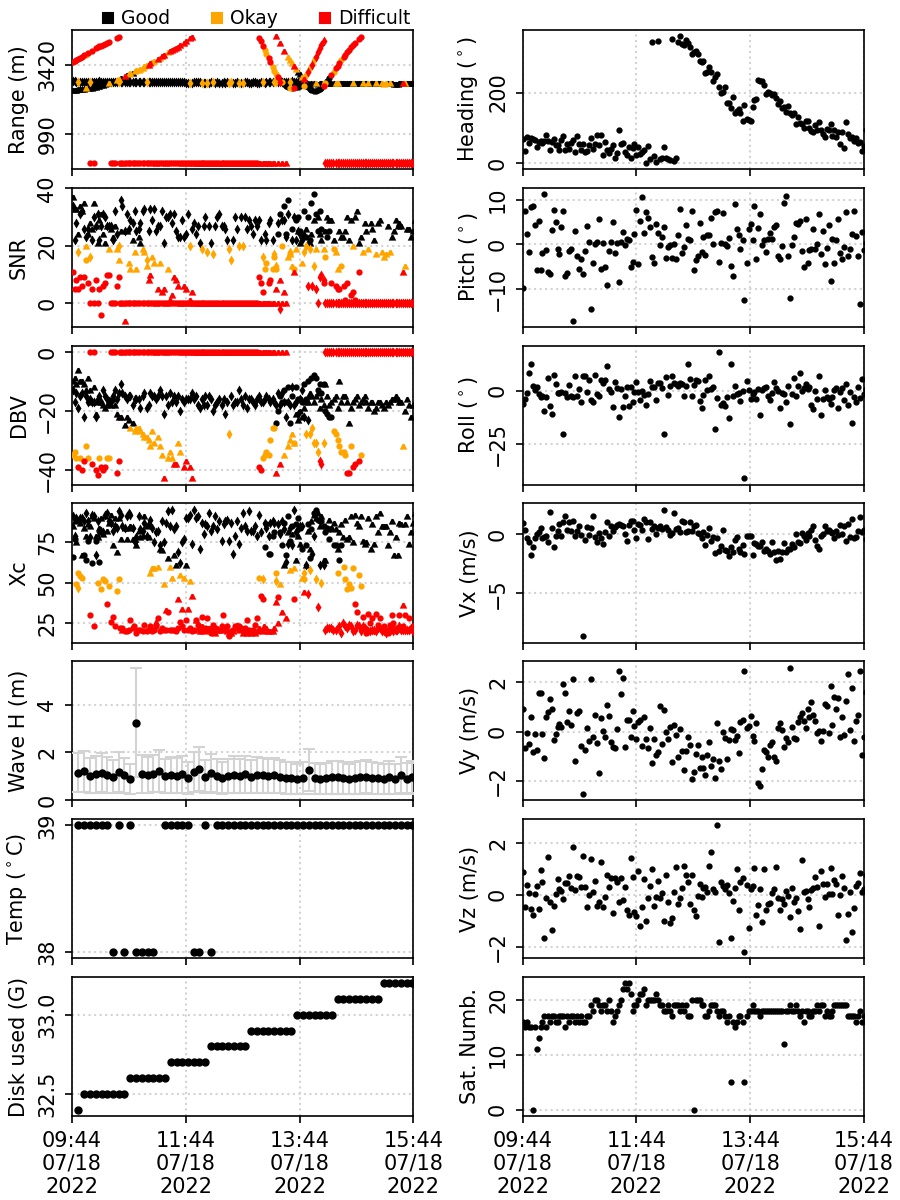 Good Okay Difficult
Range (m)
3420
990
SNR
40
20
0
DBV
0
−20
−40
Xc
75
50
25
Wave H (m)
4
2
0
Temp (°C)
39
38
Disk used (G)
33.0
32.5
09:44 11:44 13:44 15:44
07/18 07/18 07/18 07/18
2022 2022 2022 2022
Heading (°)
200
0
Pitch (°)
10
0
−10
Roll (°)
0
−25
Vx (m/s)
0
−5
Vy (m/s)
2
0
−2
Vz (m/s)
2
0
−2
Sat. Numb.
20
10
0
09:44 11:44 13:44 15:44
07/18 07/18 07/18 07/18
2022 2022 2022 2022